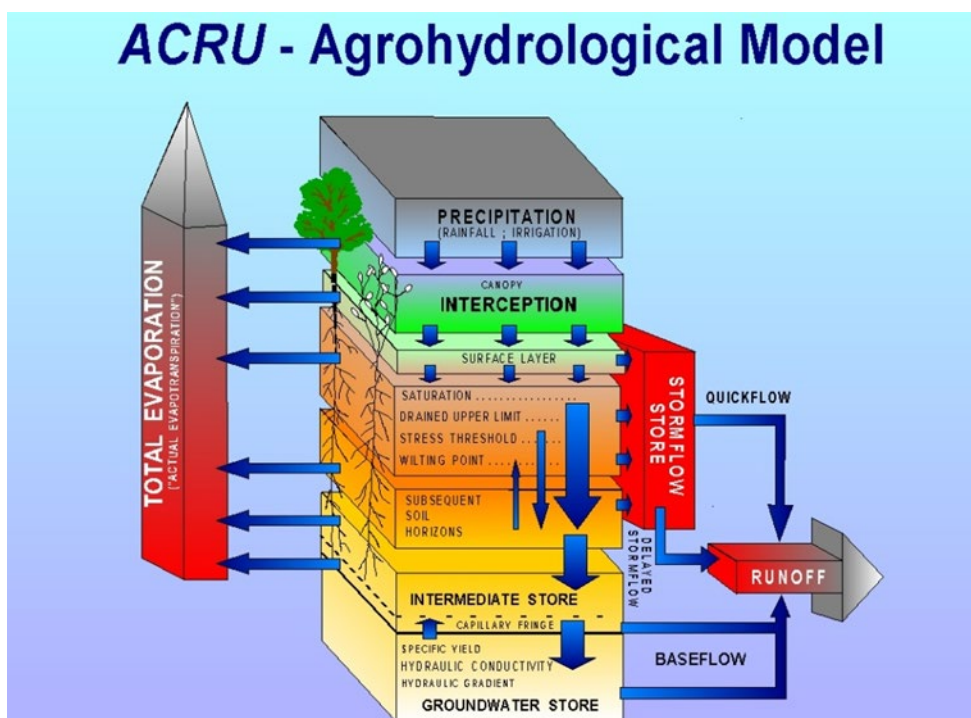 ACRU - Agrohydrological Model
PRECIPITATION
(RAINFALL ; IRRIGATION)
CANOPY
INTERCEPTION
SURFACE LAYER
SATURATION .................
DRAINED UPPER LIMIT ......
STRESS THRESHOLD .....
WILTING POINT ............
SUBSEQUENT
SOIL
HORIZONS
INTERMEDIATE STORE
CAPILLARY FRINGE
SPECIFIC YIELD
HYDRAULIC CONDUCTIVITY
HYDRAULIC GRADIENT
GROUNDWATER STORE
TOTAL EVAPORATION
("ACTUAL EVAPOTRANSPIRATION")
STORMFLOW
STORE
QUICKFLOW
DELAYED
STORMFLOW
RUNOFF
BASEFLOW